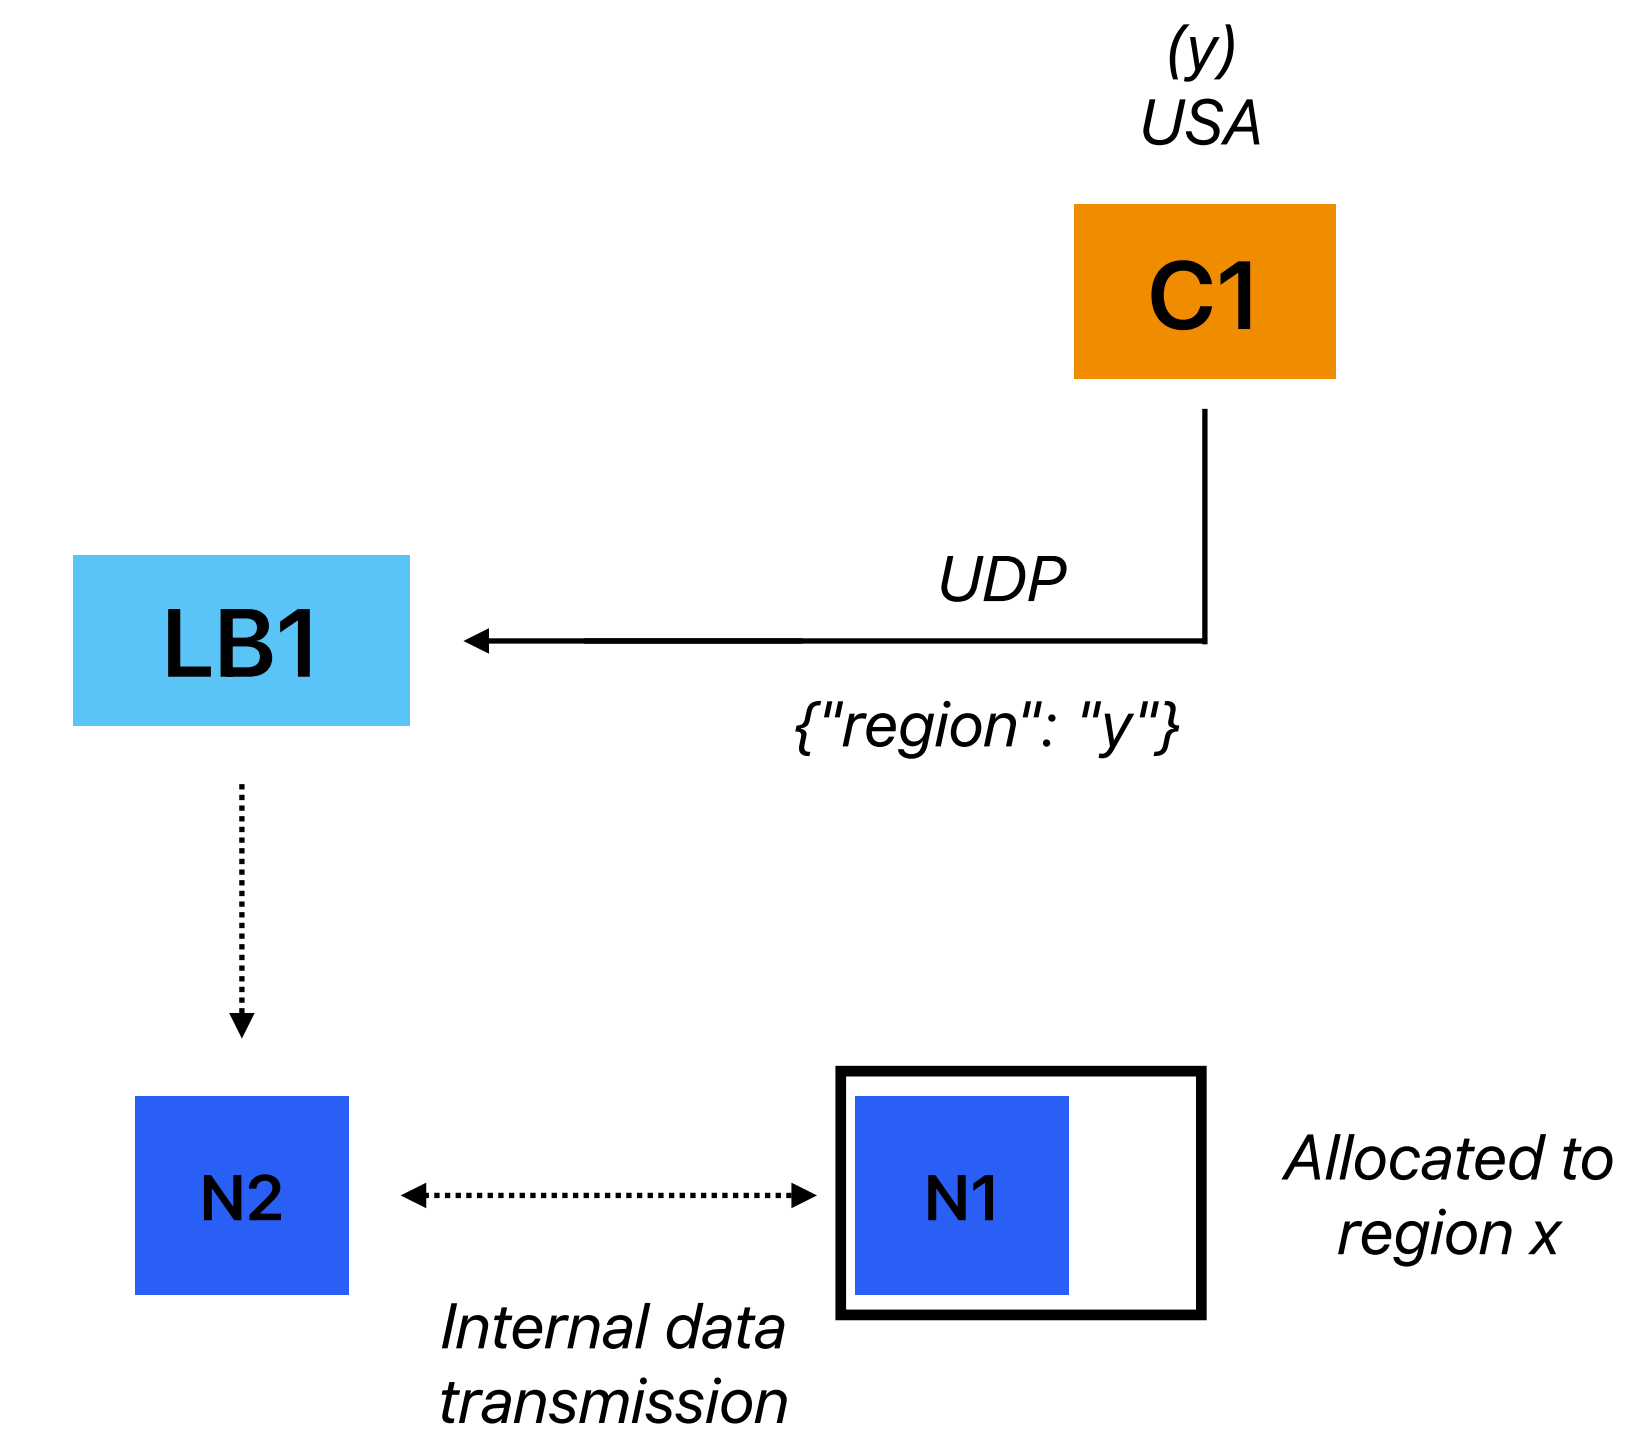 (y)
USA
C1
UDP
LB1
{"region": "y"}
N2
N1
Allocated to
region x
Internal data
transmission